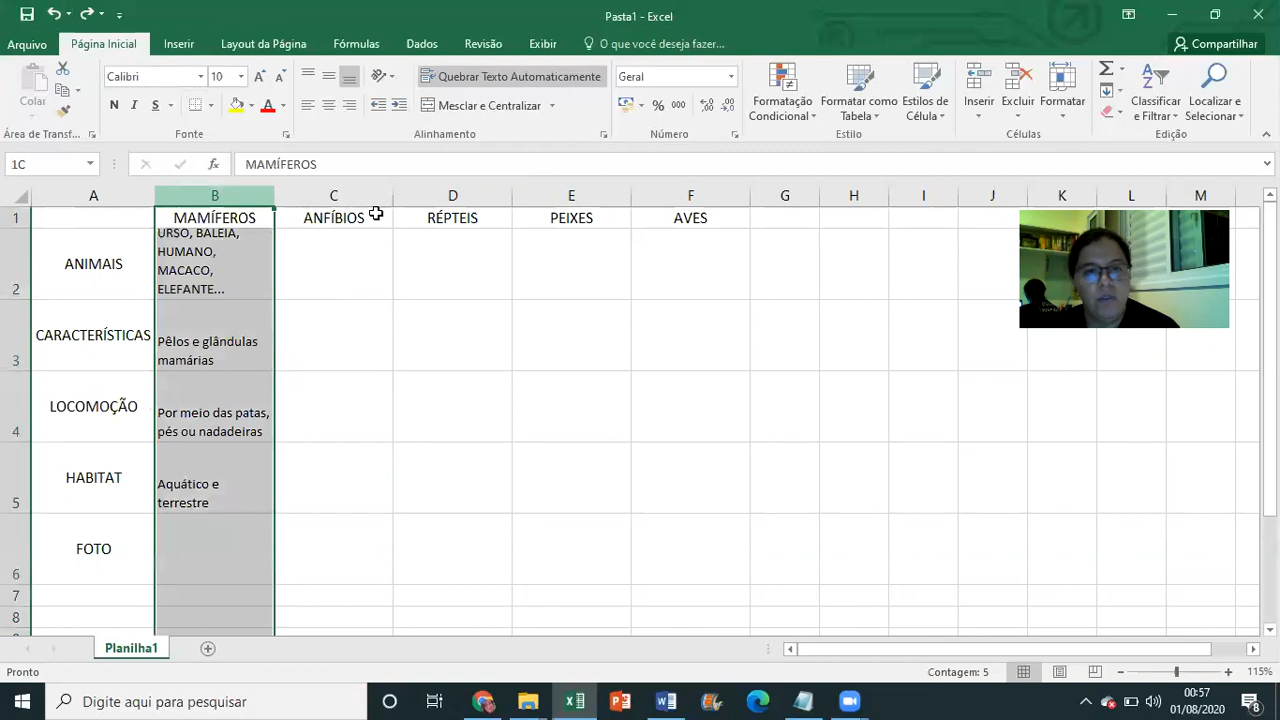 Pasta1 - Excel
Arquivo Página Inicial Inserir Layout da Página Fórmulas Dados Revisão Exibir O que você deseja fazer... Compartilhar
Colar Calibri 10 Quebrar Texto Automaticamente Geral
N I S Mesclar e Centralizar % 000
Formatação Condicional Formatar como Tabela Estilos de Célula Inserir Excluir Formatar Classificar e Filtrar Localizar e Selecionar
Área de Transf... Fonte Alinhamento Número Estilo Células Edição
1C fx MAMÍFEROS
A B C D E F G H I J K L M
1 MAMÍFEROS ANFÍBIOS RÉPTEIS PEIXES AVES
URSO, BALEIA,
HUMANO,
ANIMAIS
MACACO,
2 ELEFANTE...
CARACTERÍSTICAS
Pêlos e glândulas
3 mamárias
LOCOMOÇÃO
Por meio das patas,
4 pés ou nadadeiras
HABITAT
Aquático e
5 terrestre
FOTO
6
7
8
Planilha1
Pronto Contagem: 5 115%
Digite aqui para pesquisar
00:57
01/08/2020
8